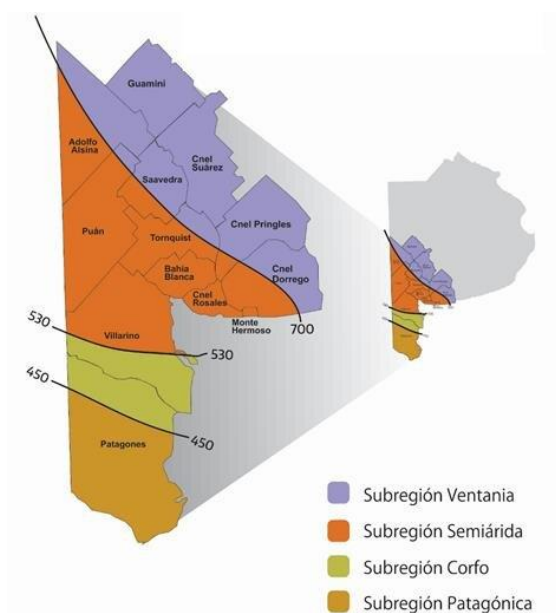 Guamini
Adolfo
Alsina
Cnel
Suárez
Saavedra
Puán
Cnel Pringles
Tornquist
Cnel
Dorrego
Bahía
Blanca
Cnel
Rosales
Monte
Hermoso
700
530
Villarino
530
450
450
Patagones
Subregión Ventania
Subregión Semiárida
Subregión Corfo
Subregión Patagónica